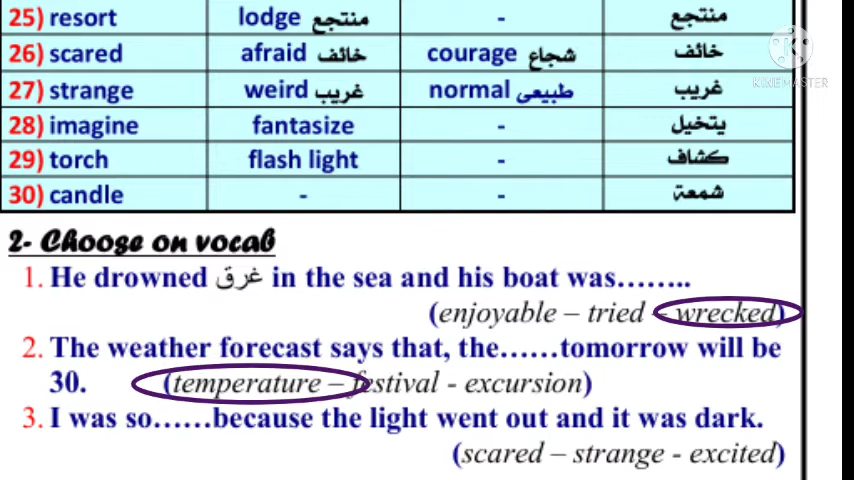 25) resort lodge منتجع - منتجع
26) scared afraid خائف courage شجاع خائف
27) strange weird غريب normal طبيعى غريب
28) imagine fantasize - يتخيل
29) torch flash light - كشاف
30) candle - - شمعة
KINEMASTER
2- Choose on vocab
1. He drowned غرق in the sea and his boat was……..
(enjoyable – tried – wrecked)
2. The weather forecast says that, the……tomorrow will be
30. (temperature – festival - excursion)
3. I was so……because the light went out and it was dark.
(scared – strange - excited)